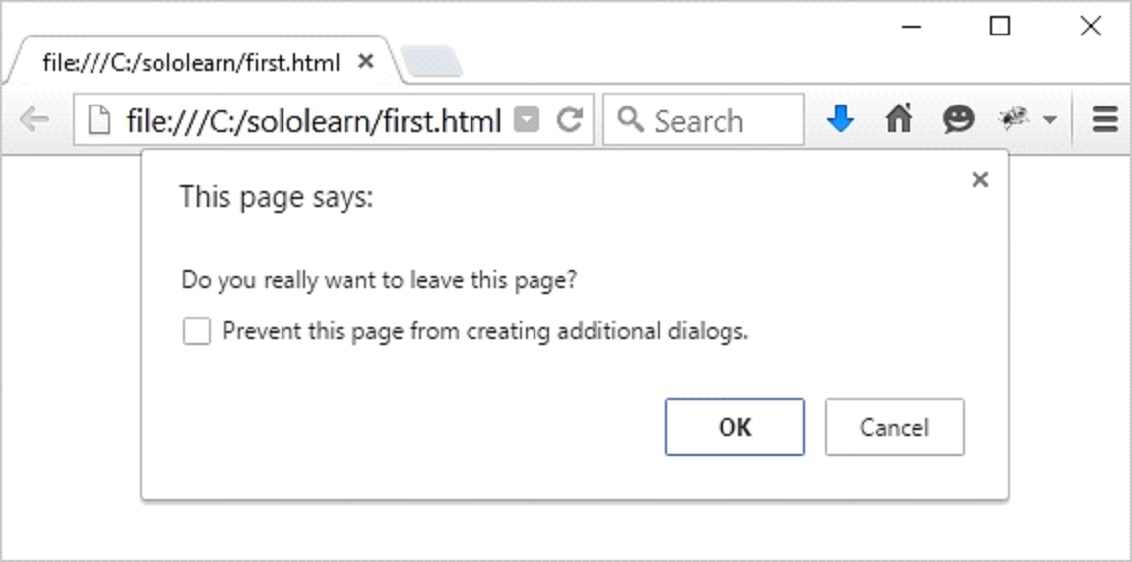 file:///C:/sololearn/first.html
file:///C:/sololearn/first.html
Search
This page says:
Do you really want to leave this page?
Prevent this page from creating additional dialogs.
OK
Cancel